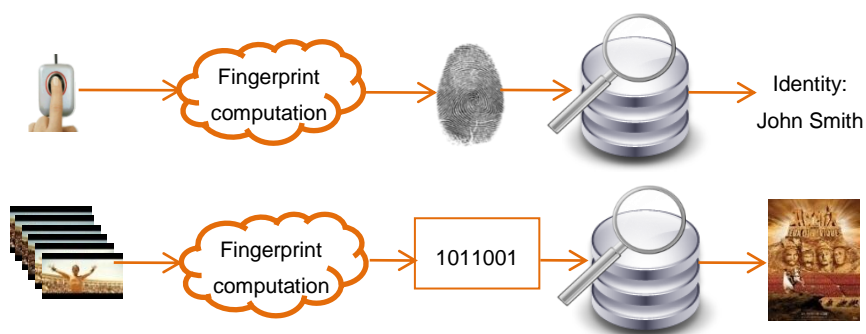 Fingerprint
computation
Identity:
John Smith
Fingerprint
computation
1011001